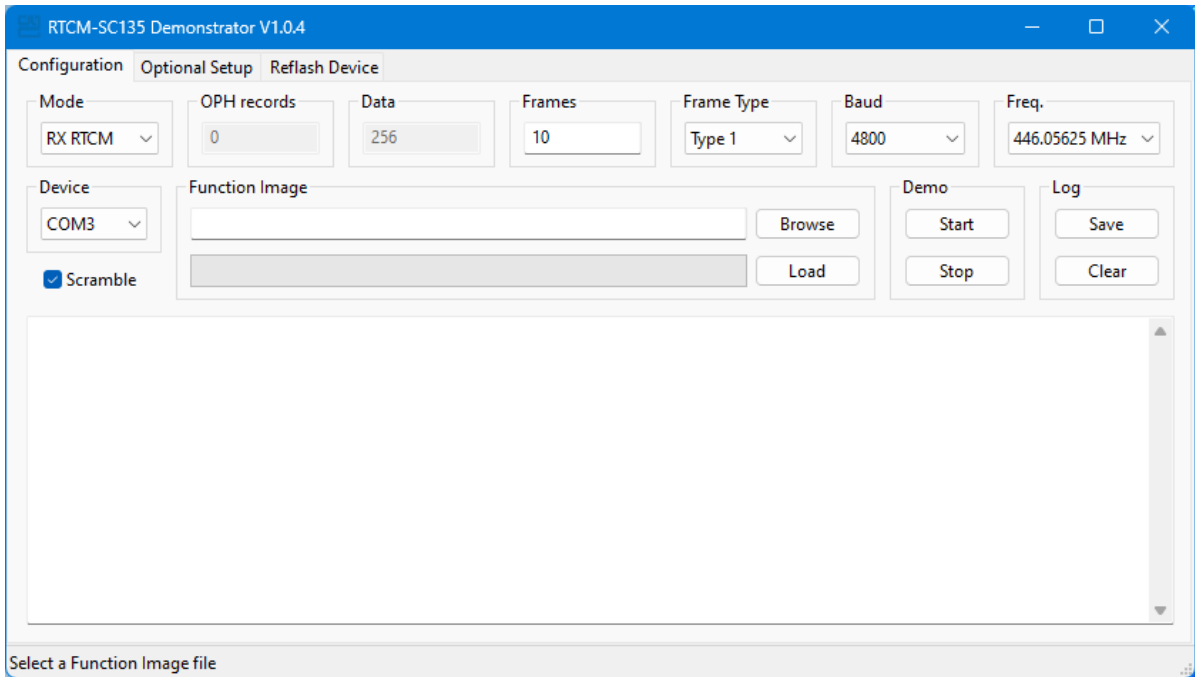 RTCM-SC135 Demonstrator V1.0.4
Configuration Optional Setup Reflash Device
Mode OPH records Data Frames Frame Type Baud Freq.
RX RTCM 0 256 10 Type 1 4800 446.05625 MHz
Device Function Image Demo Log
COM3 Browse Start Save
Scramble Load Stop Clear
Select a Function Image file